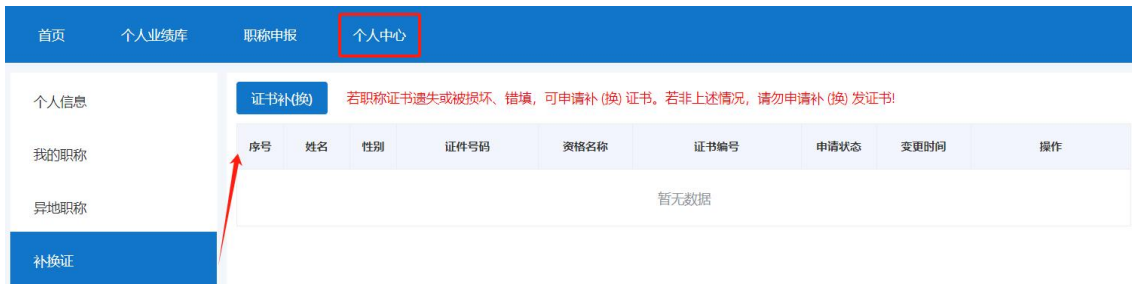 首页 个人业绩库 职称申报 个人中心
个人信息
证书补(换) 若职称证书遗失或被损坏、错填，可申请补 (换) 证书。若非上述情况，请勿申请补 (换) 发证书!
我的职称
序号 姓名 性别 证件号码 资格名称 证书编号 申请状态 变更时间 操作
暂无数据
异地职称
补换证